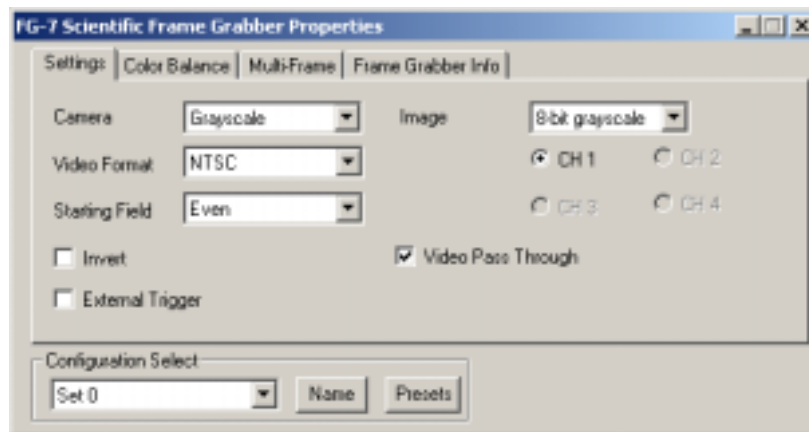 FG-7 Scientific Frame Grabber Properties
Settings Color Balance Multi-Frame Frame Grabber Info
Camera Grayscale Image 8-bit grayscale
Video Format NTSC CH 1 CH 2
Starting Field Even CH 3 CH 4
Invert Video Pass Through
External Trigger
Configuration Select
Set 0 Name Presets